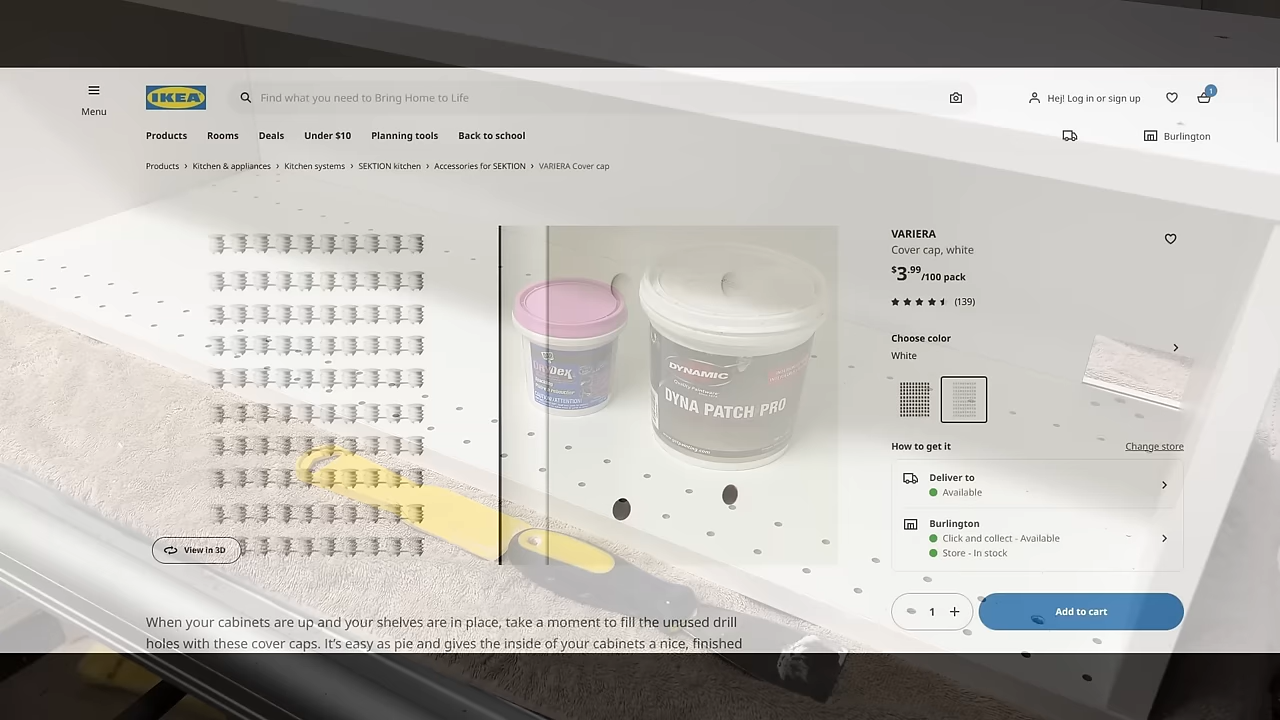 Menu
IKEA
Find what you need to Bring Home to Life
Hej! Log in or sign up
1
Products Rooms Deals Under $10 Planning tools Back to school
Burlington
Products › Kitchen & appliances › Kitchen systems › SEKTION kitchen › Accessories for SEKTION › VARIERA Cover cap
VARIERA
Cover cap, white
$3.99/100 pack
(139)
Choose color
White
How to get it
Change store
Deliver to
Available
Burlington
Click and collect - Available
Store - In stock
1
Add to cart
DAP
DYNAMIC
DYNA PATCH PRO
View in 3D
When your cabinets are up and your shelves are in place, take a moment to fill the unused drill
holes with these cover caps. It's easy as pie and gives the inside of your cabinets a nice, finished